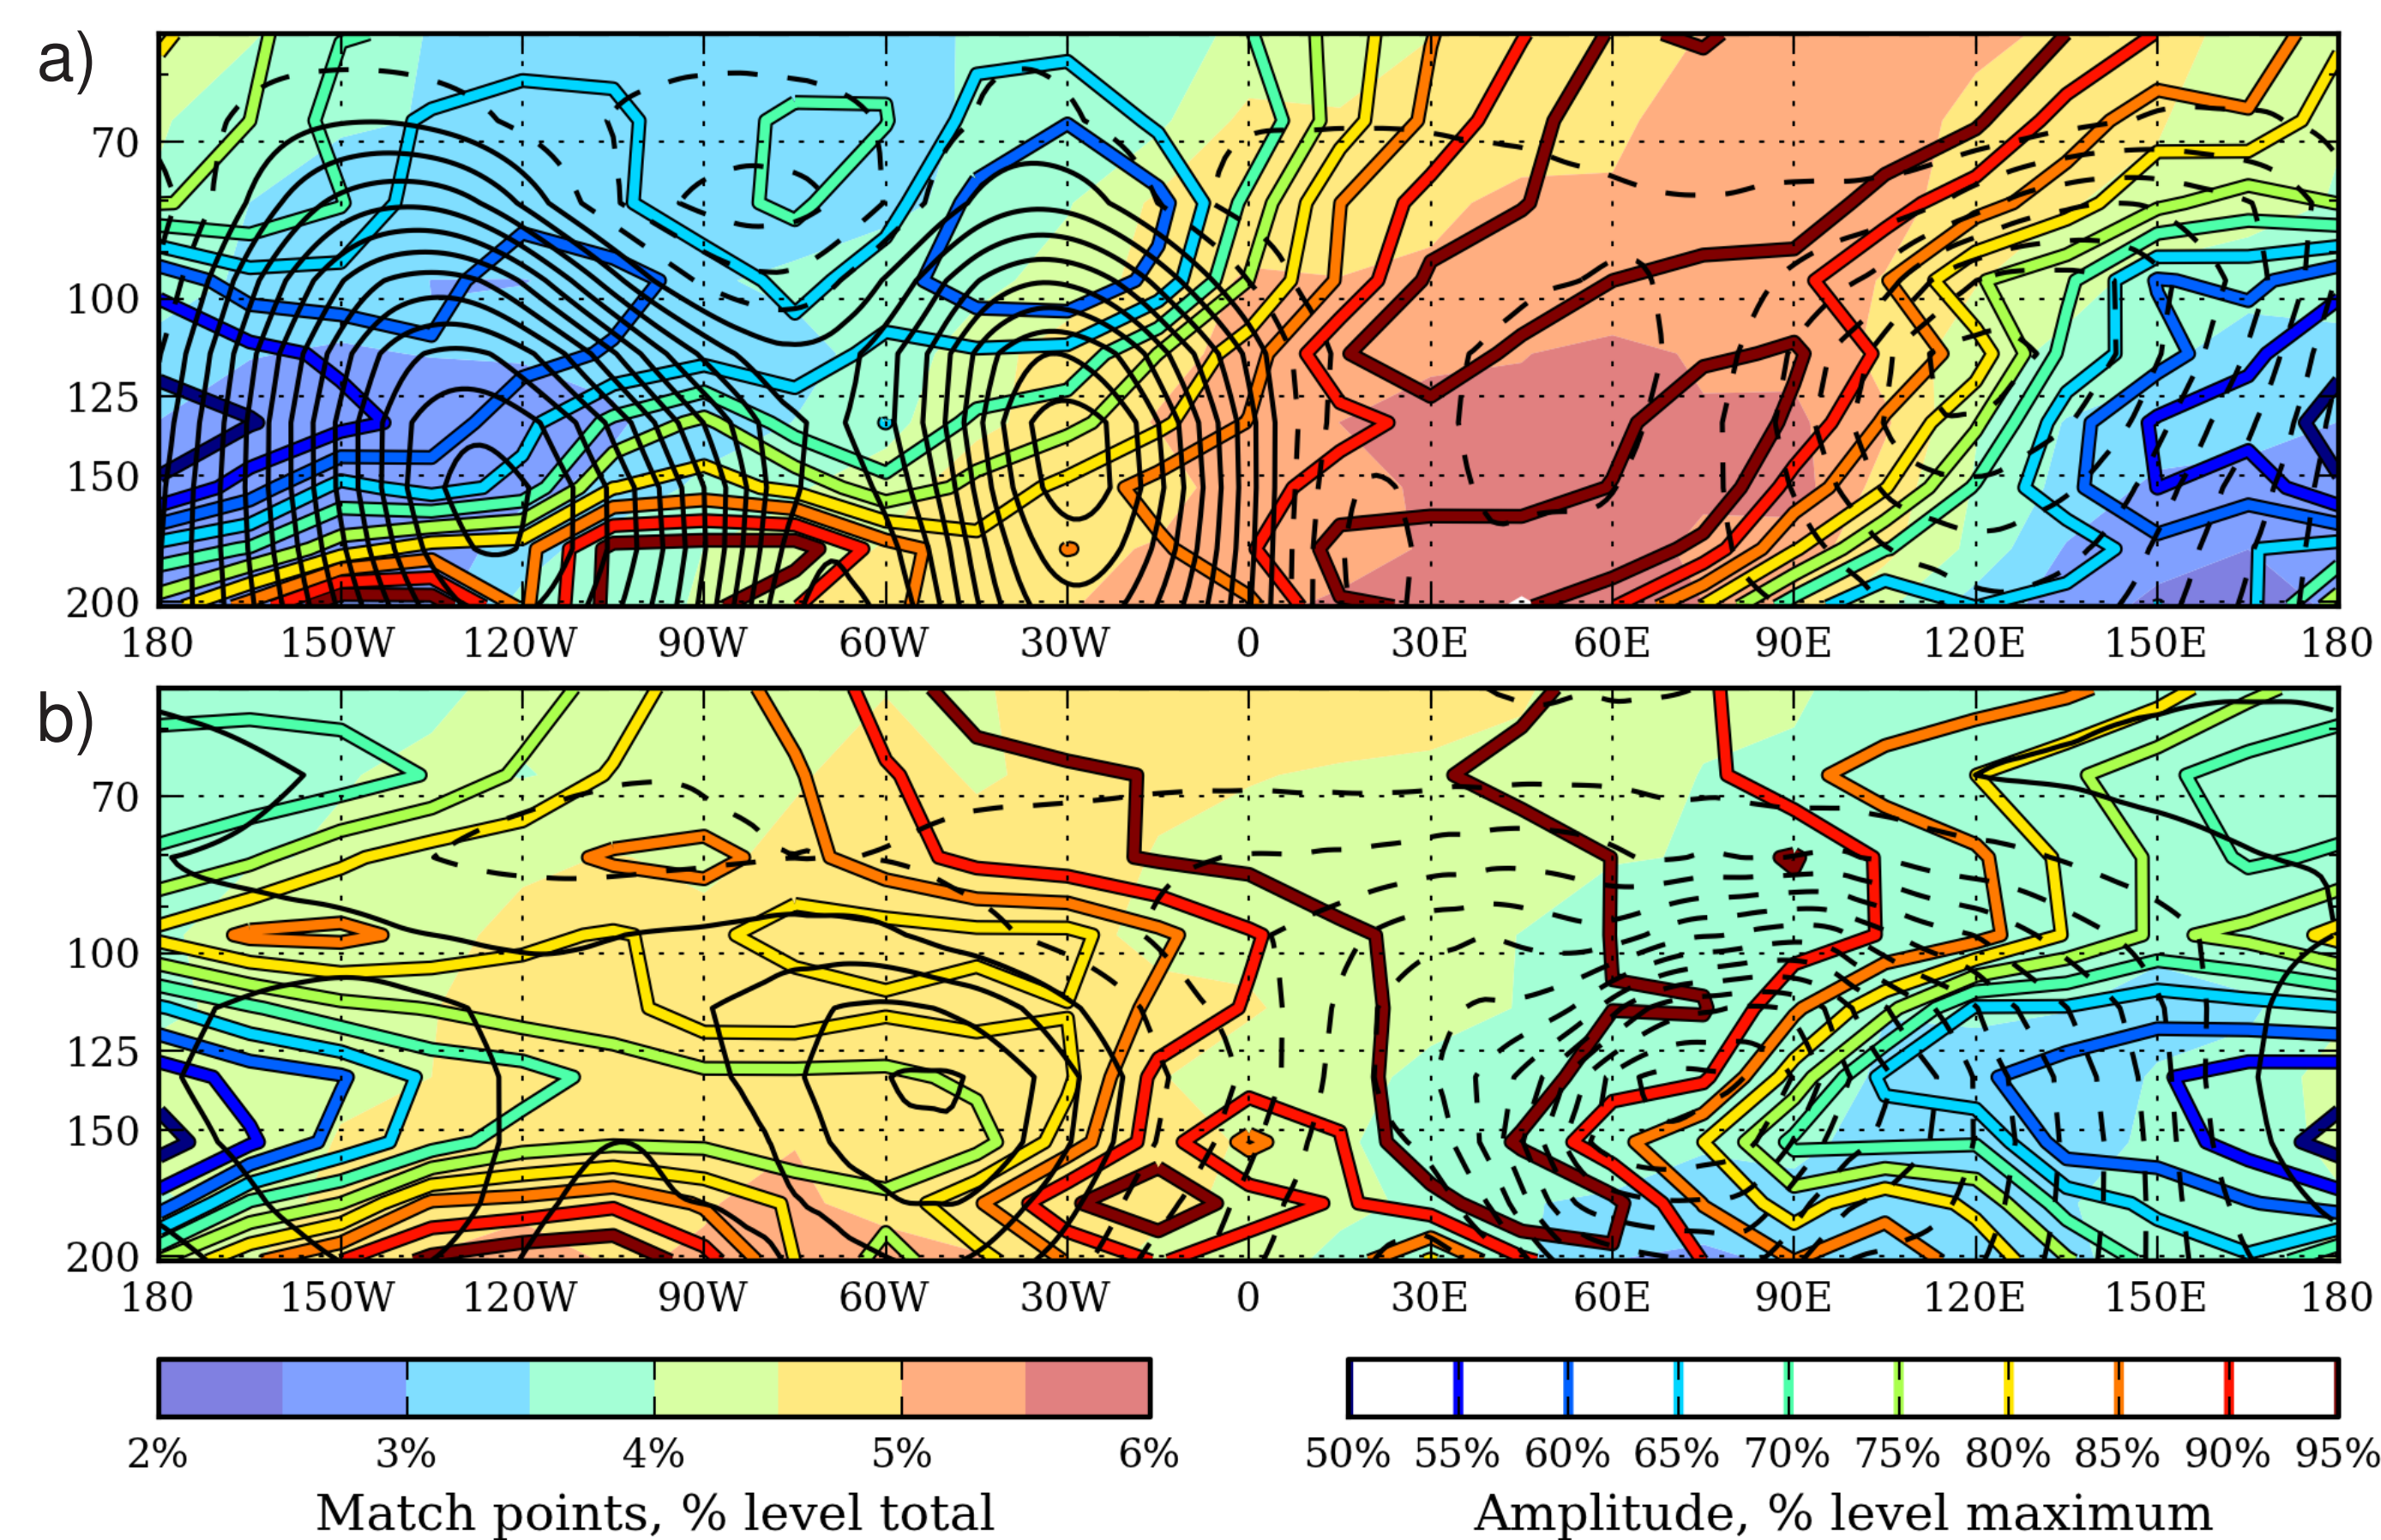 a)
70
100
125
150
200
180 150W 120W 90W 60W 30W 0 30E 60E 90E 120E 150E 180
b)
70
100
125
150
200
180 150W 120W 90W 60W 30W 0 30E 60E 90E 120E 150E 180
2% 3% 4% 5% 6%
Match points, % level total
50% 55% 60% 65% 70% 75% 80% 85% 90% 95%
Amplitude, % level maximum